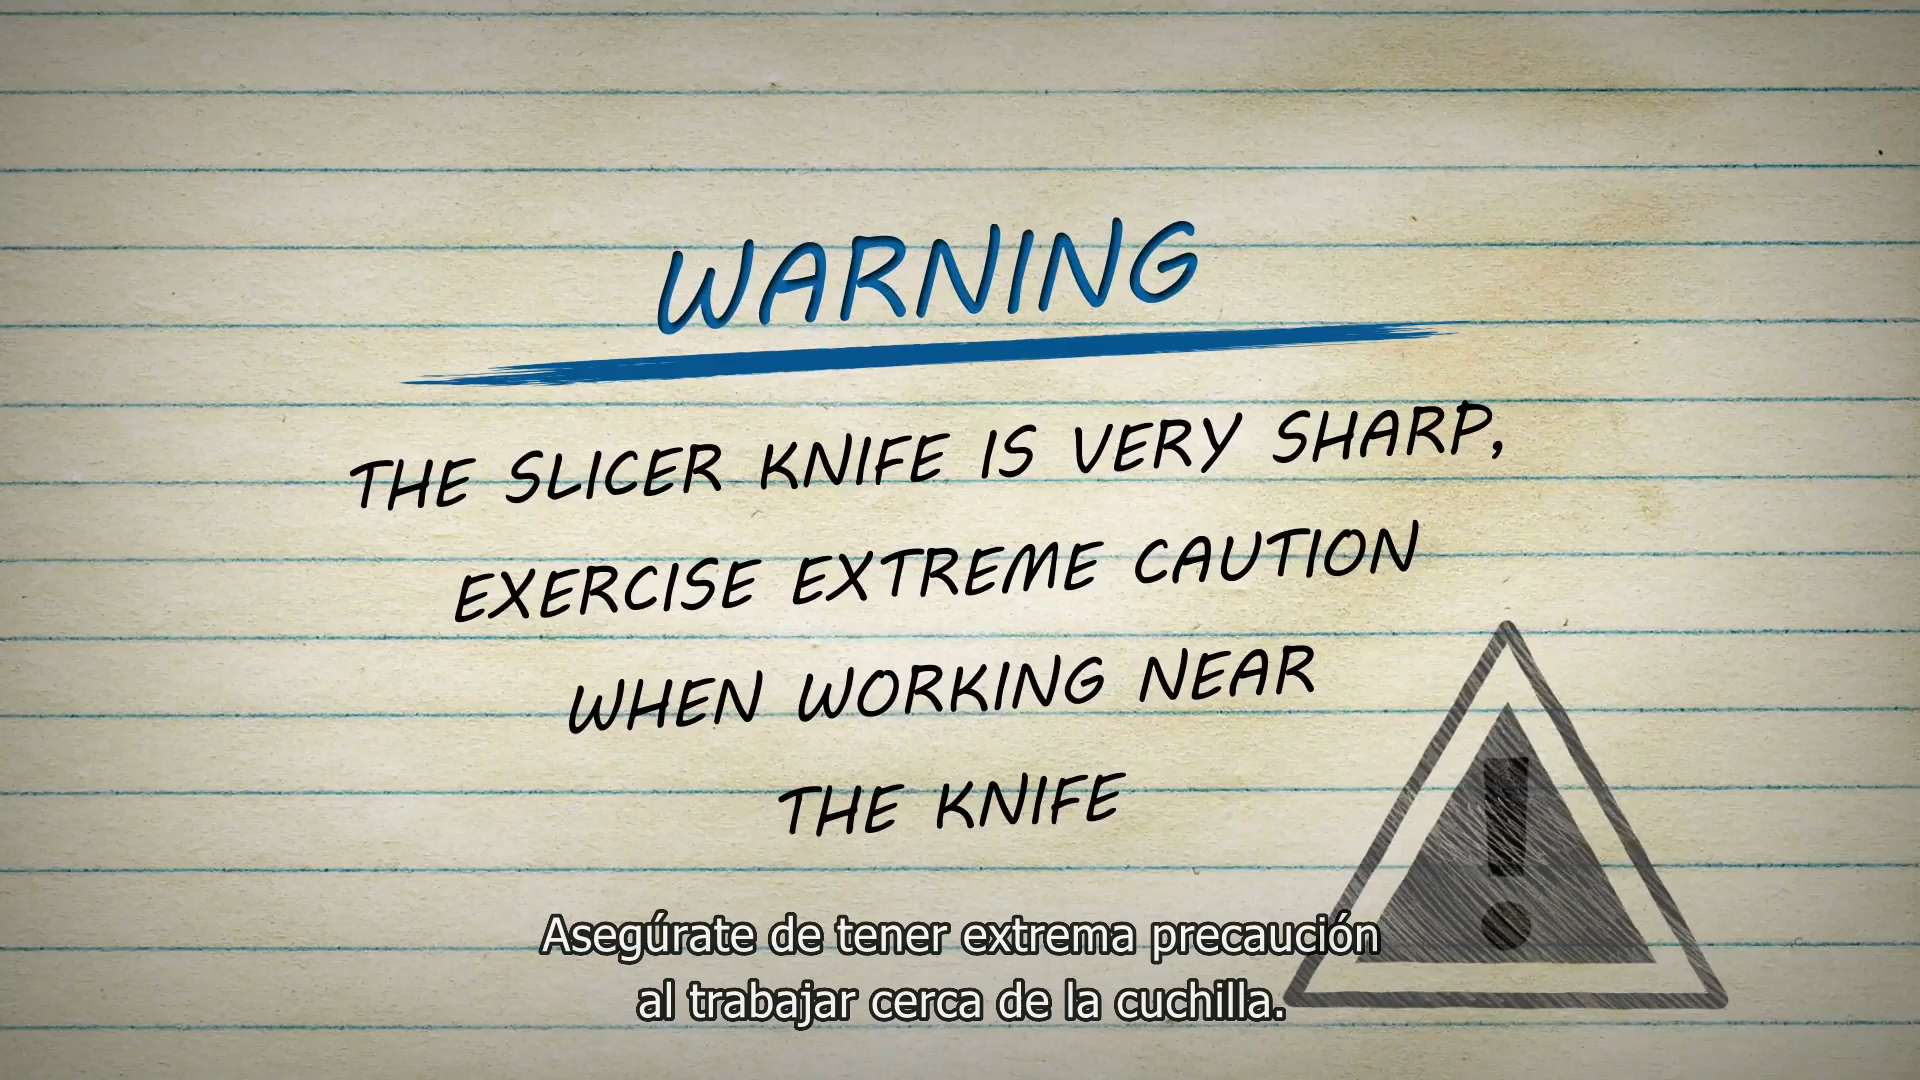 WARNING
THE SLICER KNIFE IS VERY SHARP,
EXERCISE EXTREME CAUTION
WHEN WORKING NEAR
THE KNIFE
!
Asegúrate de tener extrema precaución
al trabajar cerca de la cuchilla.